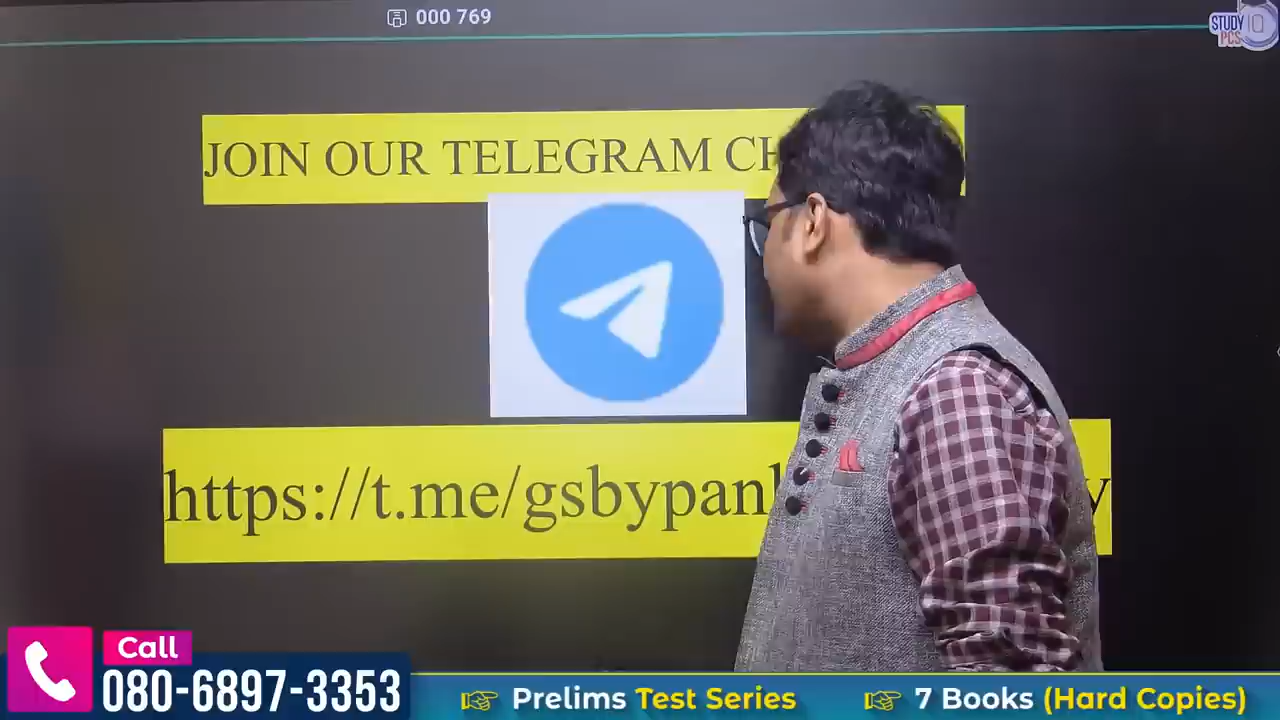 000 769
STUDY IQ
PCS
JOIN OUR TELEGRAM
https://t.me/gsbypan
Call
080-6897-3353
Prelims Test Series
7 Books (Hard Copies)